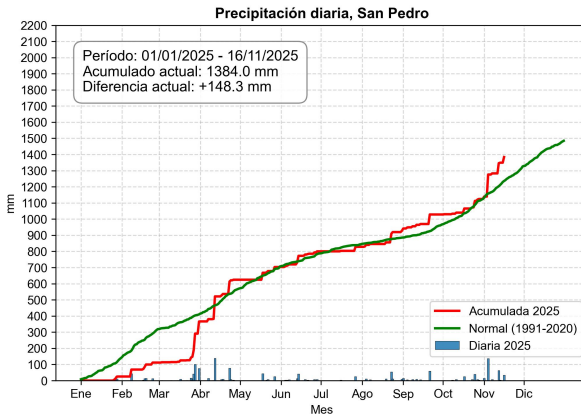 Precipitación diaria, San Pedro
Período: 01/01/2025 - 16/11/2025
Acumulado actual: 1384.0 mm
Diferencia actual: +148.3 mm
2200
2100
2000
1900
1800
1700
1600
1500
1400
1300
1200
1100
1000
900
800
700
600
500
400
300
200
100
0
mm
Acumulada 2025
Normal (1991-2020)
Diaria 2025
Ene Feb Mar Abr May Jun Jul Ago Sep Oct Nov Dic
Mes